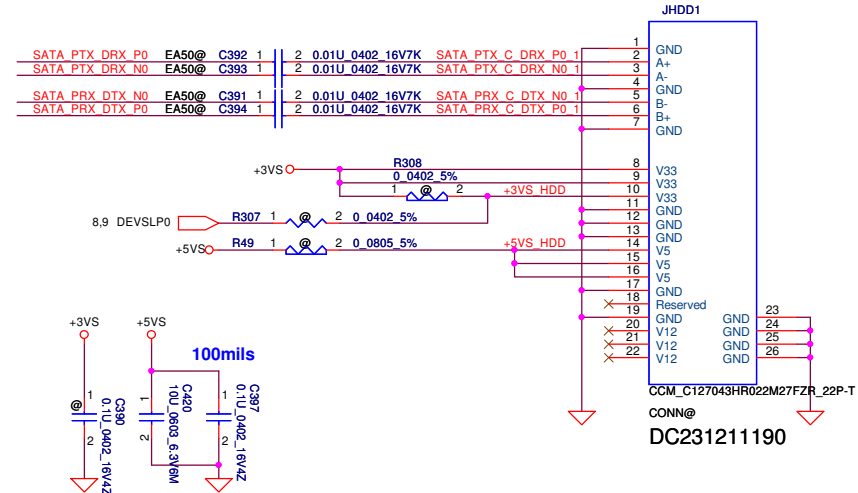 JHDD1
SATA_PTX_DRX_P0 EA50@ C392 1 2 0.01U_0402_16V7K SATA_PTX_C_DRX_P0_1
SATA_PTX_DRX_N0 EA50@ C393 1 2 0.01U_0402_16V7K SATA_PTX_C_DRX_N0_1
SATA_PRX_DTX_N0 EA50@ C391 1 2 0.01U_0402_16V7K SATA_PRX_C_DTX_N0_1
SATA_PRX_DTX_P0 EA50@ C394 1 2 0.01U_0402_16V7K SATA_PRX_C_DTX_P0_1
1 GND
2 A+
3 A-
4 GND
5 B-
6 B+
7 GND
+3VS
R308
0_0402_5%
1 @ 2 +3VS_HDD
8 V33
9 V33
10 V33
11 GND
12 GND
13 GND
8,9 DEVSLP0 R307 1 @ 2 0_0402_5%
+5VS R49 1 @ 2 0_0805_5% +5VS_HDD
14 V5
15 V5
16 V5
17 GND
18 Reserved
19 GND
20 V12
21 V12
22 V12
GND 23
GND 24
GND 25
GND 26
CCM_C127043HR022M27FZR_22P-T
CONN@
DC231211190
+3VS
@
1
2
C390
0.1U_0402_16V4Z
+5VS
100mils
1
2
C420
10U_0603_6.3V6M
1
2
C397
0.1U_0402_16V4Z